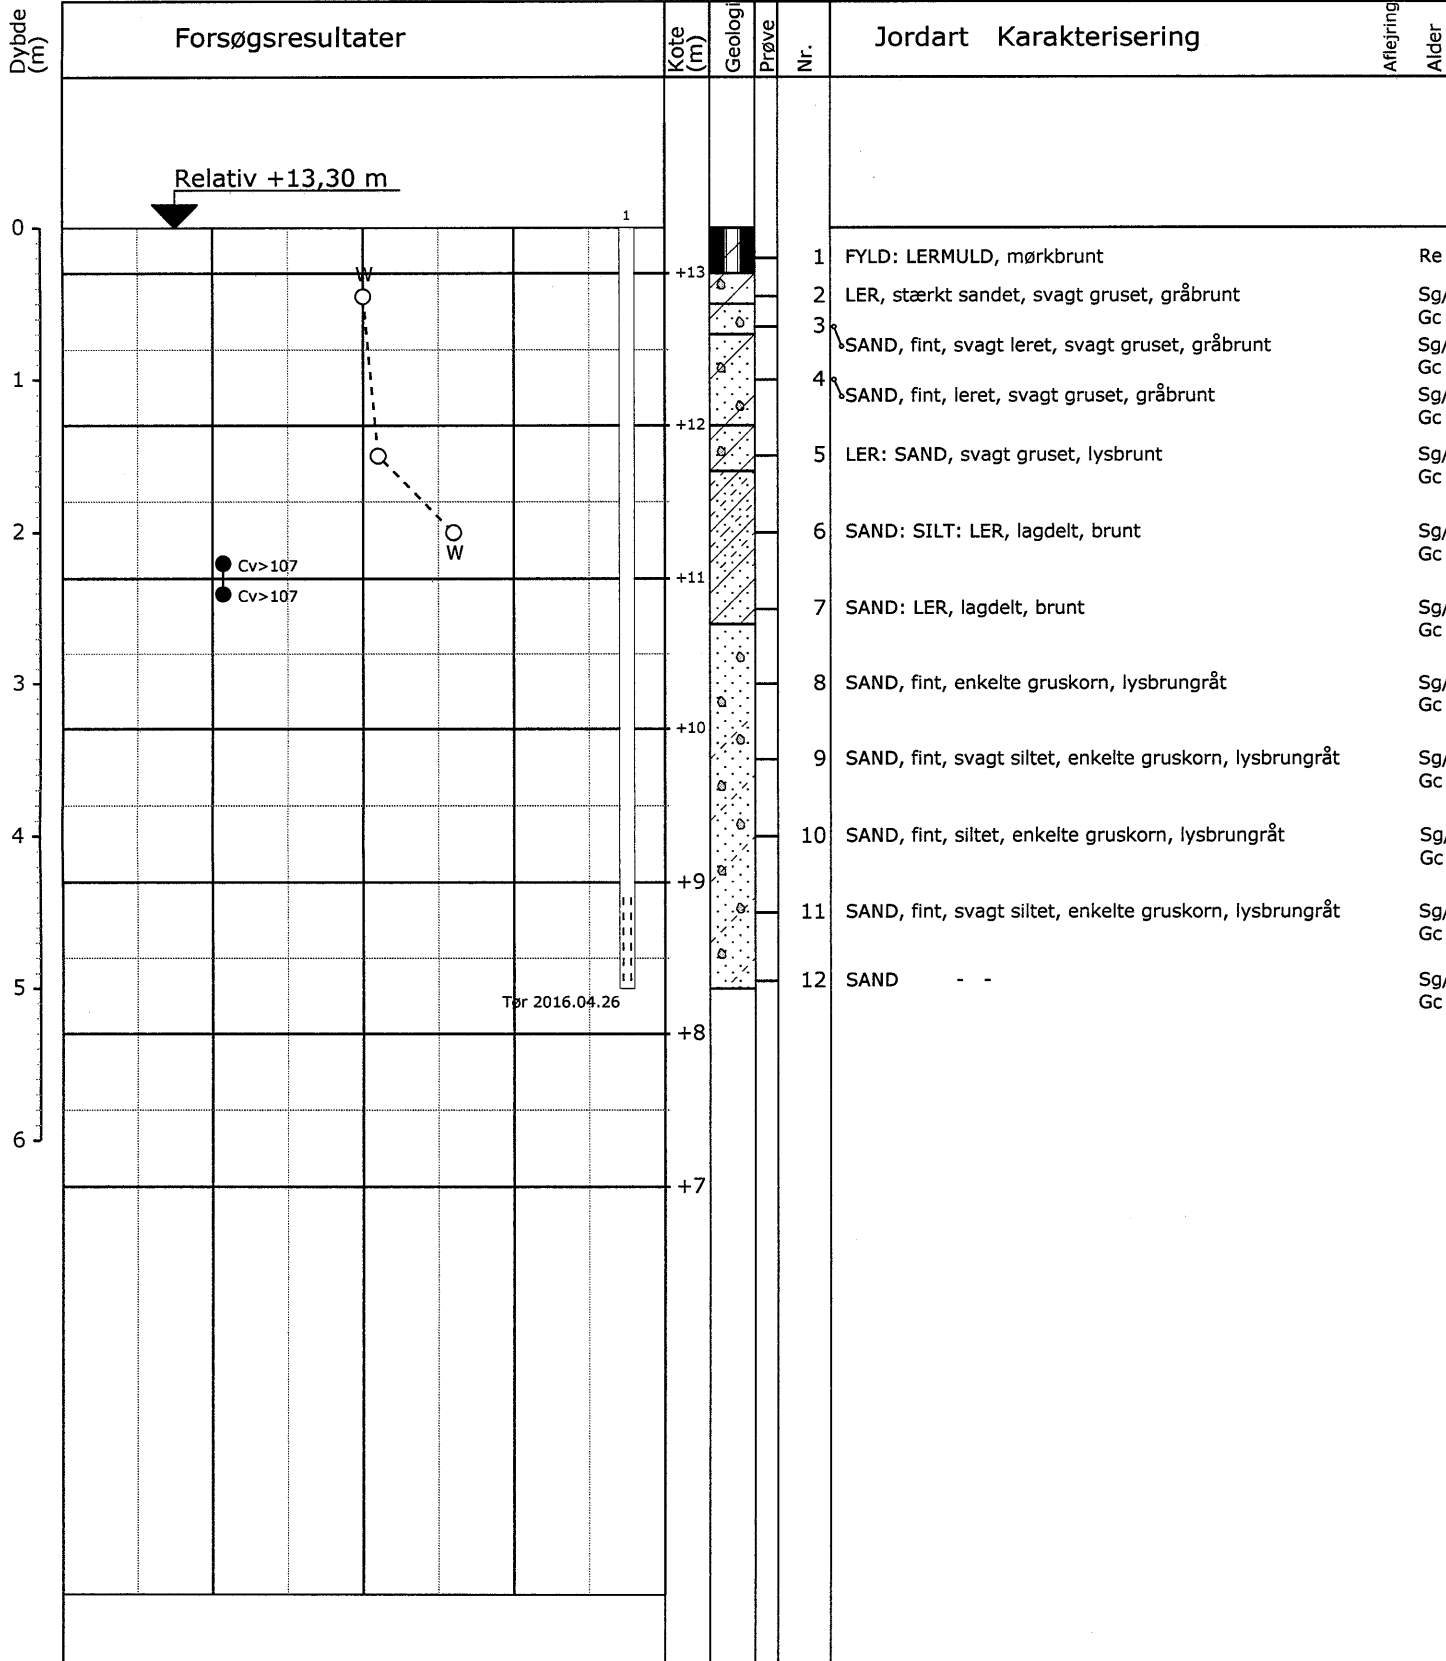 Dybde (m)
Forsøgsresultater
Kote (m)
Geologi
Prøve
Nr.
Jordart Karakterisering
Aflejring
Alder
Relativ +13,30 m
1
0
1
2
3
4
5
6
W
W
Cv>107
Cv>107
Tør 2016.04.26
+13
+12
+11
+10
+9
+8
+7
1 FYLD: LERMULD, mørkbrunt Re
2 LER, stærkt sandet, svagt gruset, gråbrunt Sg/
Gc
3 SAND, fint, svagt leret, svagt gruset, gråbrunt Sg/
Gc
4 SAND, fint, leret, svagt gruset, gråbrunt Sg/
Gc
5 LER: SAND, svagt gruset, lysbrunt Sg/
Gc
6 SAND: SILT: LER, lagdelt, brunt Sg/
Gc
7 SAND: LER, lagdelt, brunt Sg/
Gc
8 SAND, fint, enkelte gruskorn, lysbrungråt Sg/
Gc
9 SAND, fint, svagt siltet, enkelte gruskorn, lysbrungråt Sg/
Gc
10 SAND, fint, siltet, enkelte gruskorn, lysbrungråt Sg/
Gc
11 SAND, fint, svagt siltet, enkelte gruskorn, lysbrungråt Sg/
Gc
12 SAND - - Sg/
Gc